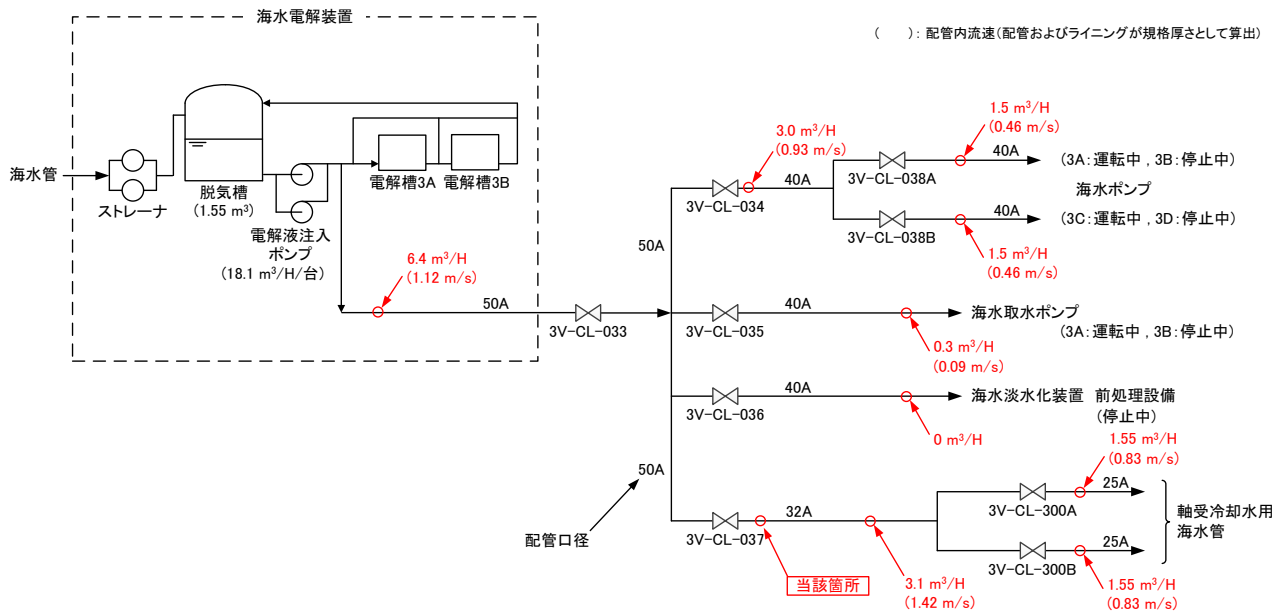 海水電解装置
(　　): 配管内流速(配管およびライニングが規格厚さとして算出)
海水管
ストレーナ
脱気槽
(1.55 m³)
電解液注入
ポンプ
(18.1 m³/H/台)
電解槽3A
電解槽3B
6.4 m³/H
(1.12 m/s)
50A
3V-CL-033
50A
3.0 m³/H
(0.93 m/s)
40A
3V-CL-034
1.5 m³/H
(0.46 m/s)
40A
3V-CL-038A
(3A:運転中 , 3B:停止中)
海水ポンプ
40A
3V-CL-038B
(3C:運転中 , 3D:停止中)
1.5 m³/H
(0.46 m/s)
40A
3V-CL-035
海水取水ポンプ
(3A:運転中 , 3B:停止中)
0.3 m³/H
(0.09 m/s)
40A
3V-CL-036
海水淡水化装置 前処理設備
(停止中)
0 m³/H
50A
配管口径
32A
3V-CL-037
当該箇所
3.1 m³/H
(1.42 m/s)
1.55 m³/H
(0.83 m/s)
25A
3V-CL-300A
軸受冷却水用
海水管
25A
3V-CL-300B
1.55 m³/H
(0.83 m/s)